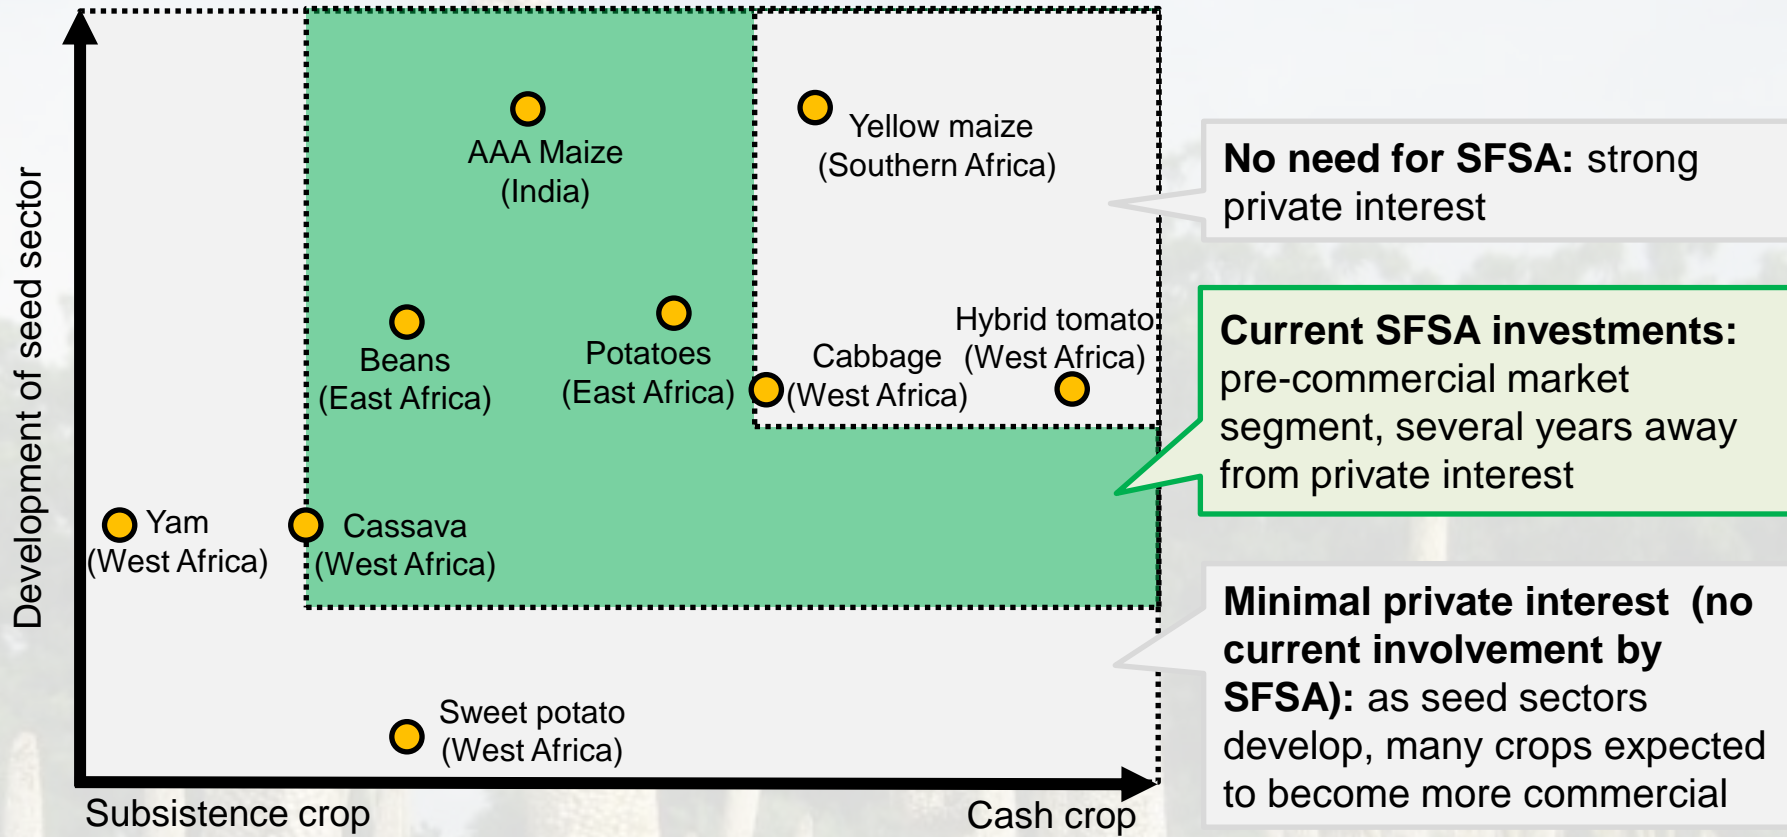 Development of seed sector
AAA Maize
(India)
Yellow maize
(Southern Africa)
Beans
(East Africa)
Potatoes
(East Africa)
Cabbage
(West Africa)
Hybrid tomato
(West Africa)
Yam
(West Africa)
Cassava
(West Africa)
Sweet potato
(West Africa)
Subsistence crop
Cash crop
No need for SFSA: strong
private interest
Current SFSA investments:
pre-commercial market
segment, several years away
from private interest
Minimal private interest (no
current involvement by
SFSA): as seed sectors
develop, many crops expected
to become more commercial